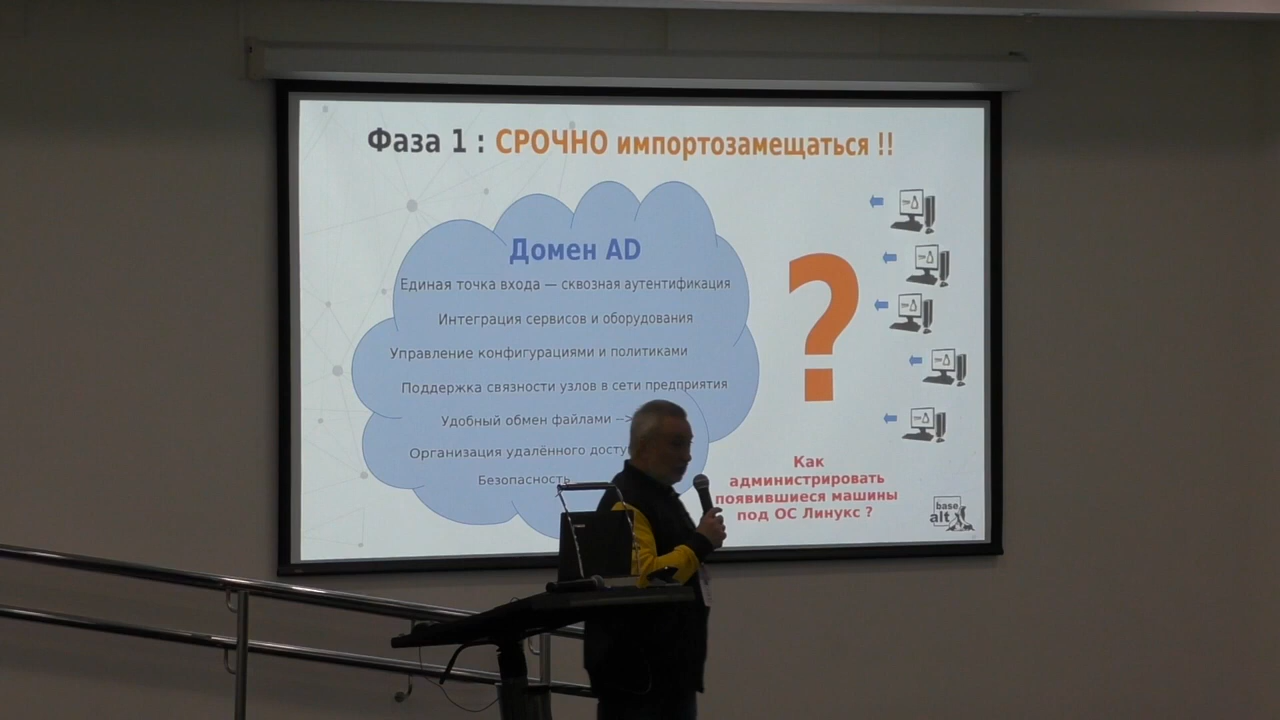 Фаза 1 : СРОЧНО импортозамещаться !!
Домен AD
Единая точка входа — сквозная аутентификация
Интеграция сервисов и оборудования
Управление конфигурациями и политиками
Поддержка связности узлов в сети предприятия
Удобный обмен файлами —>
Организация удалённого
Безопасность
?
Как
администрировать
появившиеся машины
под ОС Линукс ?
base
alt